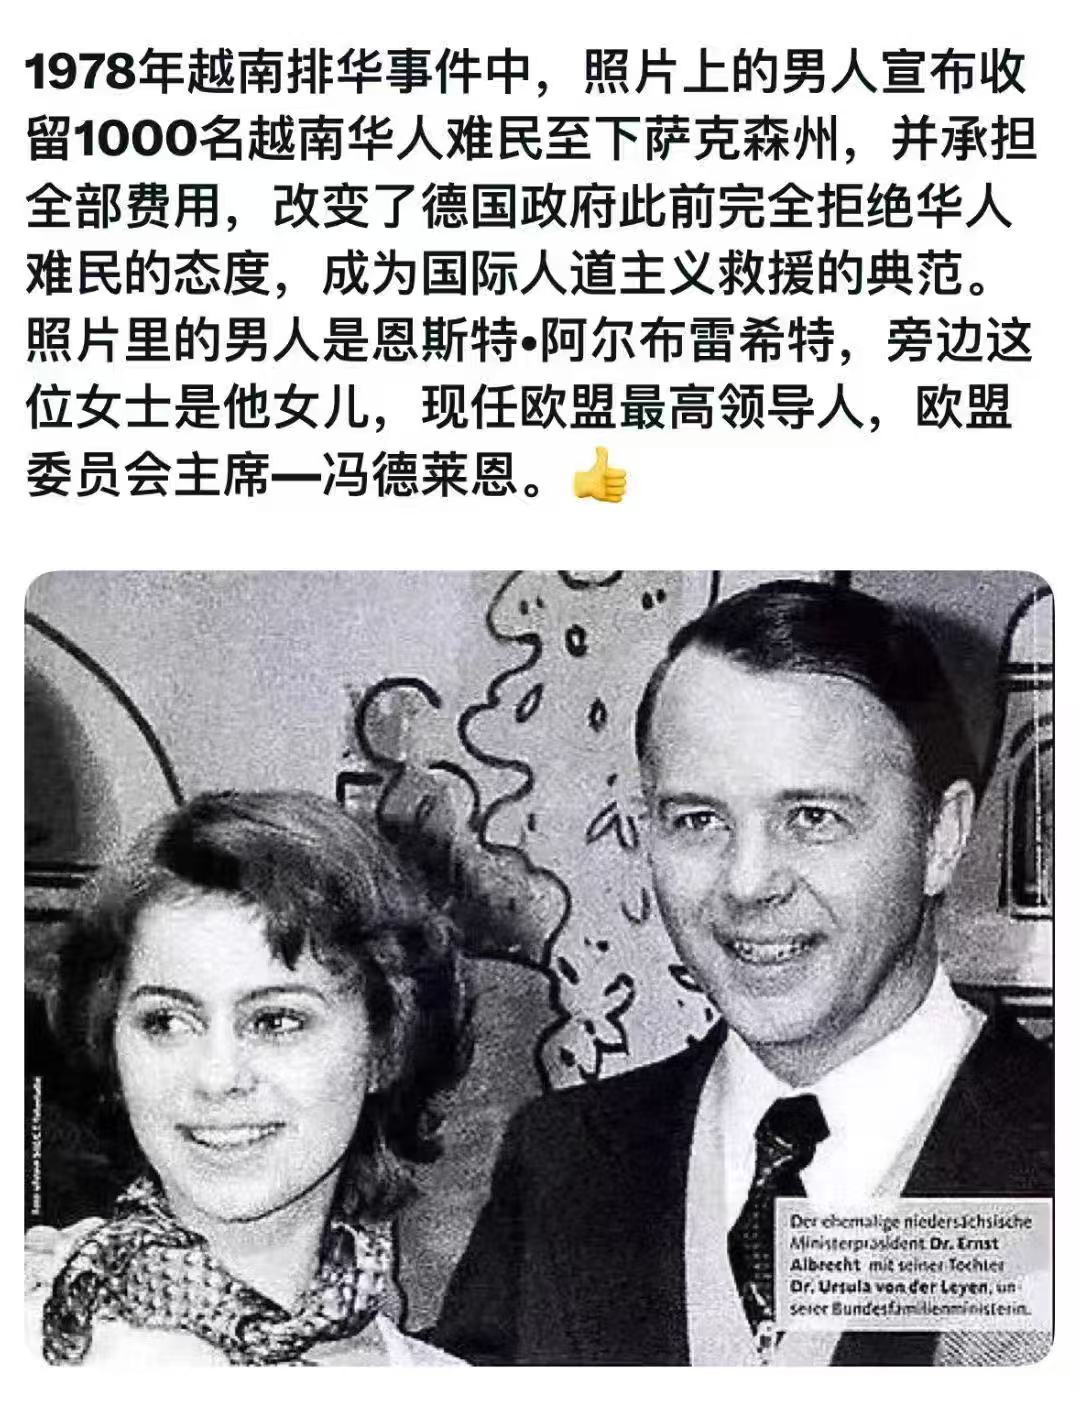 1978年越南排华事件中，照片上的男人宣布收
留1000名越南华人难民至下萨克森州，并承担
全部费用，改变了德国政府此前完全拒绝华人
难民的态度，成为国际人道主义救援的典范。
照片里的男人是恩斯特•阿尔布雷希特，旁边这
位女士是他女儿，现任欧盟最高领导人，欧盟
委员会主席—冯德莱恩。👍
Der ehemalige niedersächsische
Ministerpräsident Dr. Ernst
Albrecht mit seiner Tochter
Dr. Ursula von der Leyen, un-
serer Bundesfamilienministerin.